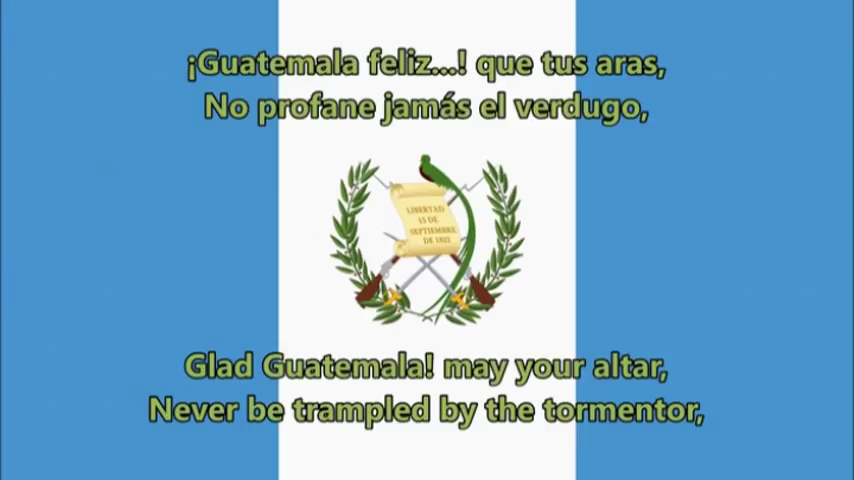 ¡Guatemala feliz...! que tus aras,
No profane jamás el verdugo,
LIBERTAD
15 DE
SEPTIEMBRE
DE 1821
Glad Guatemala! may your altar,
Never be trampled by the tormentor,